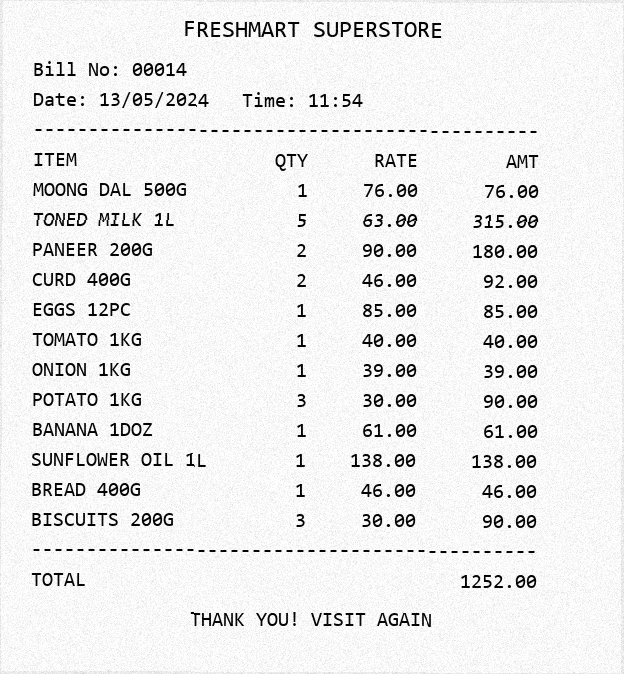 FRESHMART SUPERSTORE
Bill No: 00014
Date: 13/05/2024 Time: 11:54
----------------------------------------------
ITEM QTY RATE AMT
MOONG DAL 500G 1 76.00 76.00
TONED MILK 1L 5 63.00 315.00
PANEER 200G 2 90.00 180.00
CURD 400G 2 46.00 92.00
EGGS 12PC 1 85.00 85.00
TOMATO 1KG 1 40.00 40.00
ONION 1KG 1 39.00 39.00
POTATO 1KG 3 30.00 90.00
BANANA 1DOZ 1 61.00 61.00
SUNFLOWER OIL 1L 1 138.00 138.00
BREAD 400G 1 46.00 46.00
BISCUITS 200G 3 30.00 90.00
----------------------------------------------
TOTAL 1252.00
THANK YOU! VISIT AGAIN